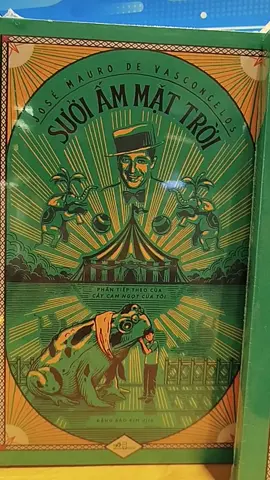 JOSÉ MAURO DE VASCONCELOS
SƯỞI ẤM MẶT TRỜI
PHẦN TIẾP THEO CỦA
CÂY CAM NGỌT CỦA TÔI